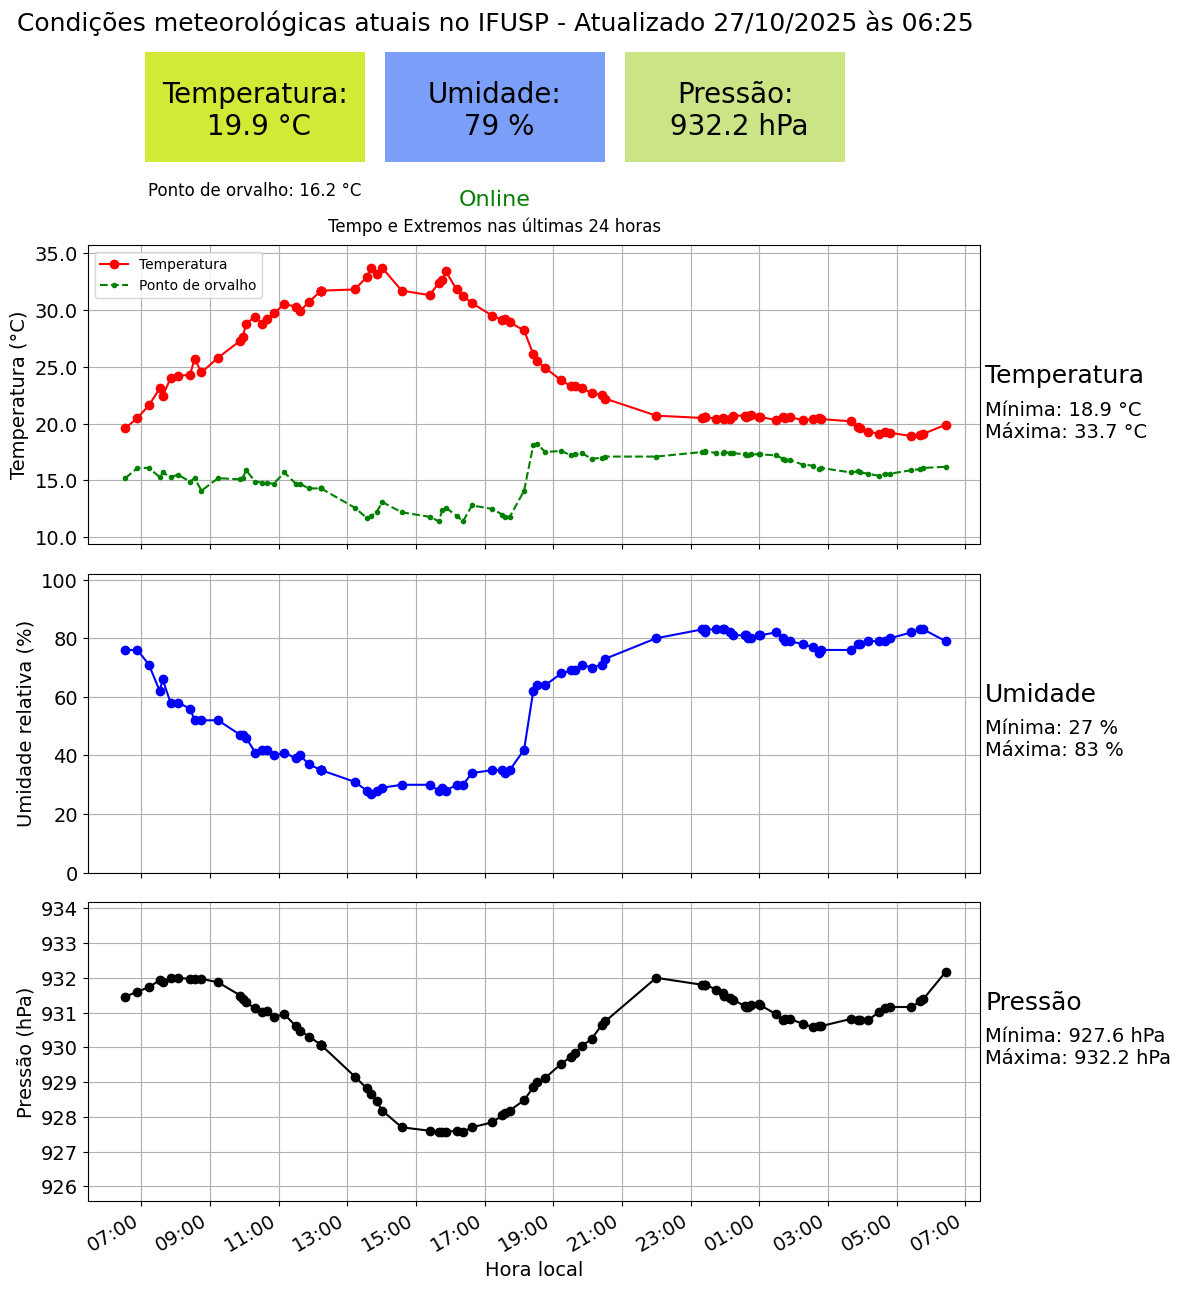 Condições meteorológicas atuais no IFUSP - Atualizado 27/10/2025 às 06:25
Temperatura:
19.9 °C
Umidade:
79 %
Pressão:
932.2 hPa
Ponto de orvalho: 16.2 °C
Online
Tempo e Extremos nas últimas 24 horas
Temperatura (°C)
35.0
30.0
25.0
20.0
15.0
10.0
Temperatura
Ponto de orvalho
Temperatura
Mínima: 18.9 °C
Máxima: 33.7 °C
Umidade relativa (%)
100
80
60
40
20
0
Umidade
Mínima: 27 %
Máxima: 83 %
Pressão (hPa)
934
933
932
931
930
929
928
927
926
Pressão
Mínima: 927.6 hPa
Máxima: 932.2 hPa
07:00
09:00
11:00
13:00
15:00
17:00
19:00
21:00
23:00
01:00
03:00
05:00
07:00
Hora local